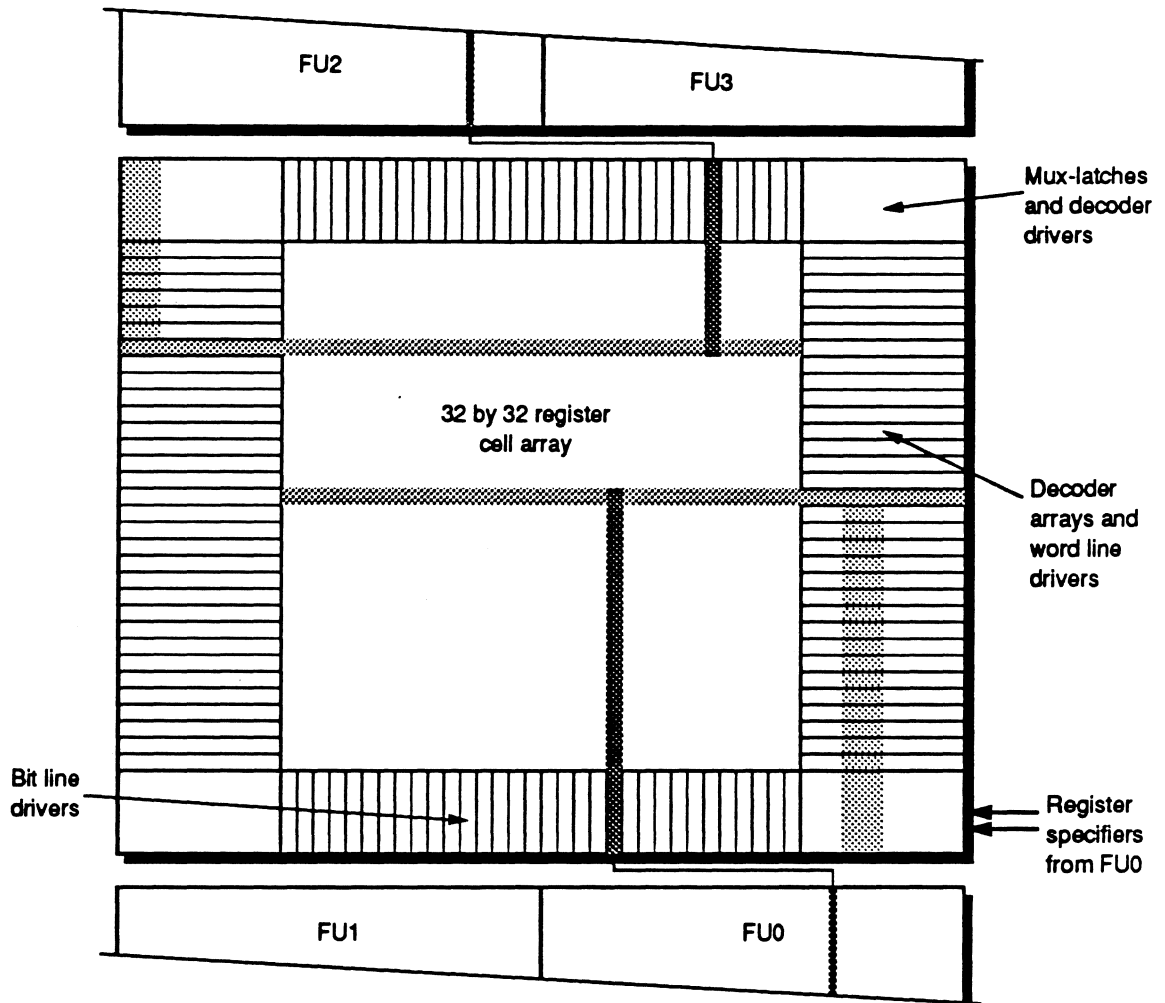 FU2
FU3
Mux-latches
and decoder
drivers
32 by 32 register
cell array
Decoder
arrays and
word line
drivers
Bit line
drivers
Register
specifiers
from FU0
FU1
FU0